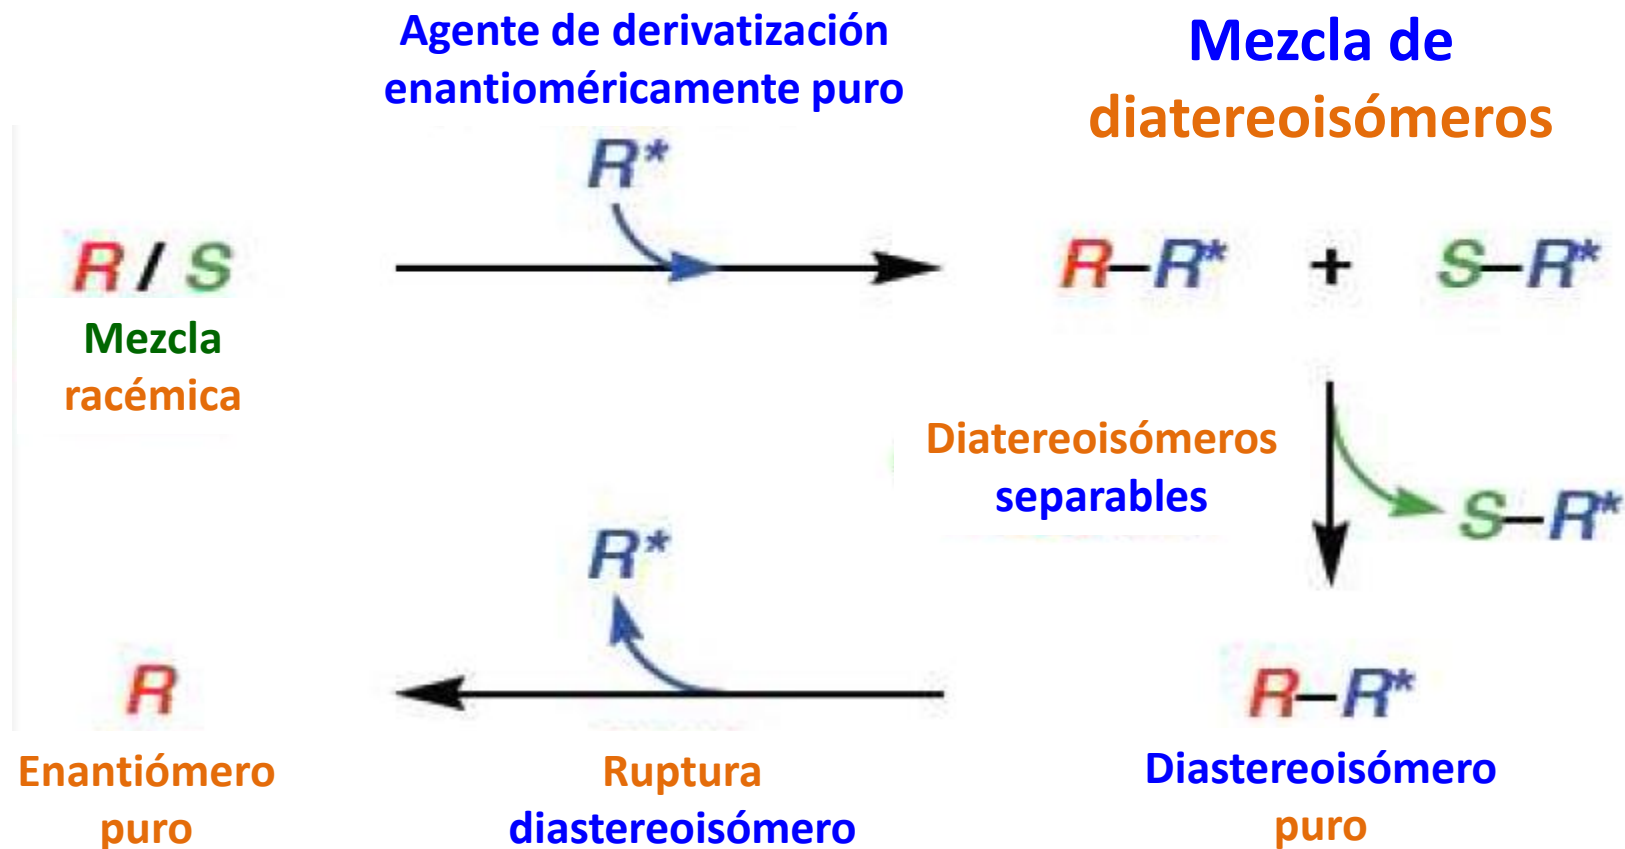 Agente de derivatización
enantioméricamente puro
Mezcla de
diatereoisómeros
R*
R / S
R–R* + S–R*
Mezcla
racémica
Diatereoisómeros
separables
S–R*
R*
R
R–R*
Enantiómero
puro
Ruptura
diastereoisómero
Diastereoisómero
puro